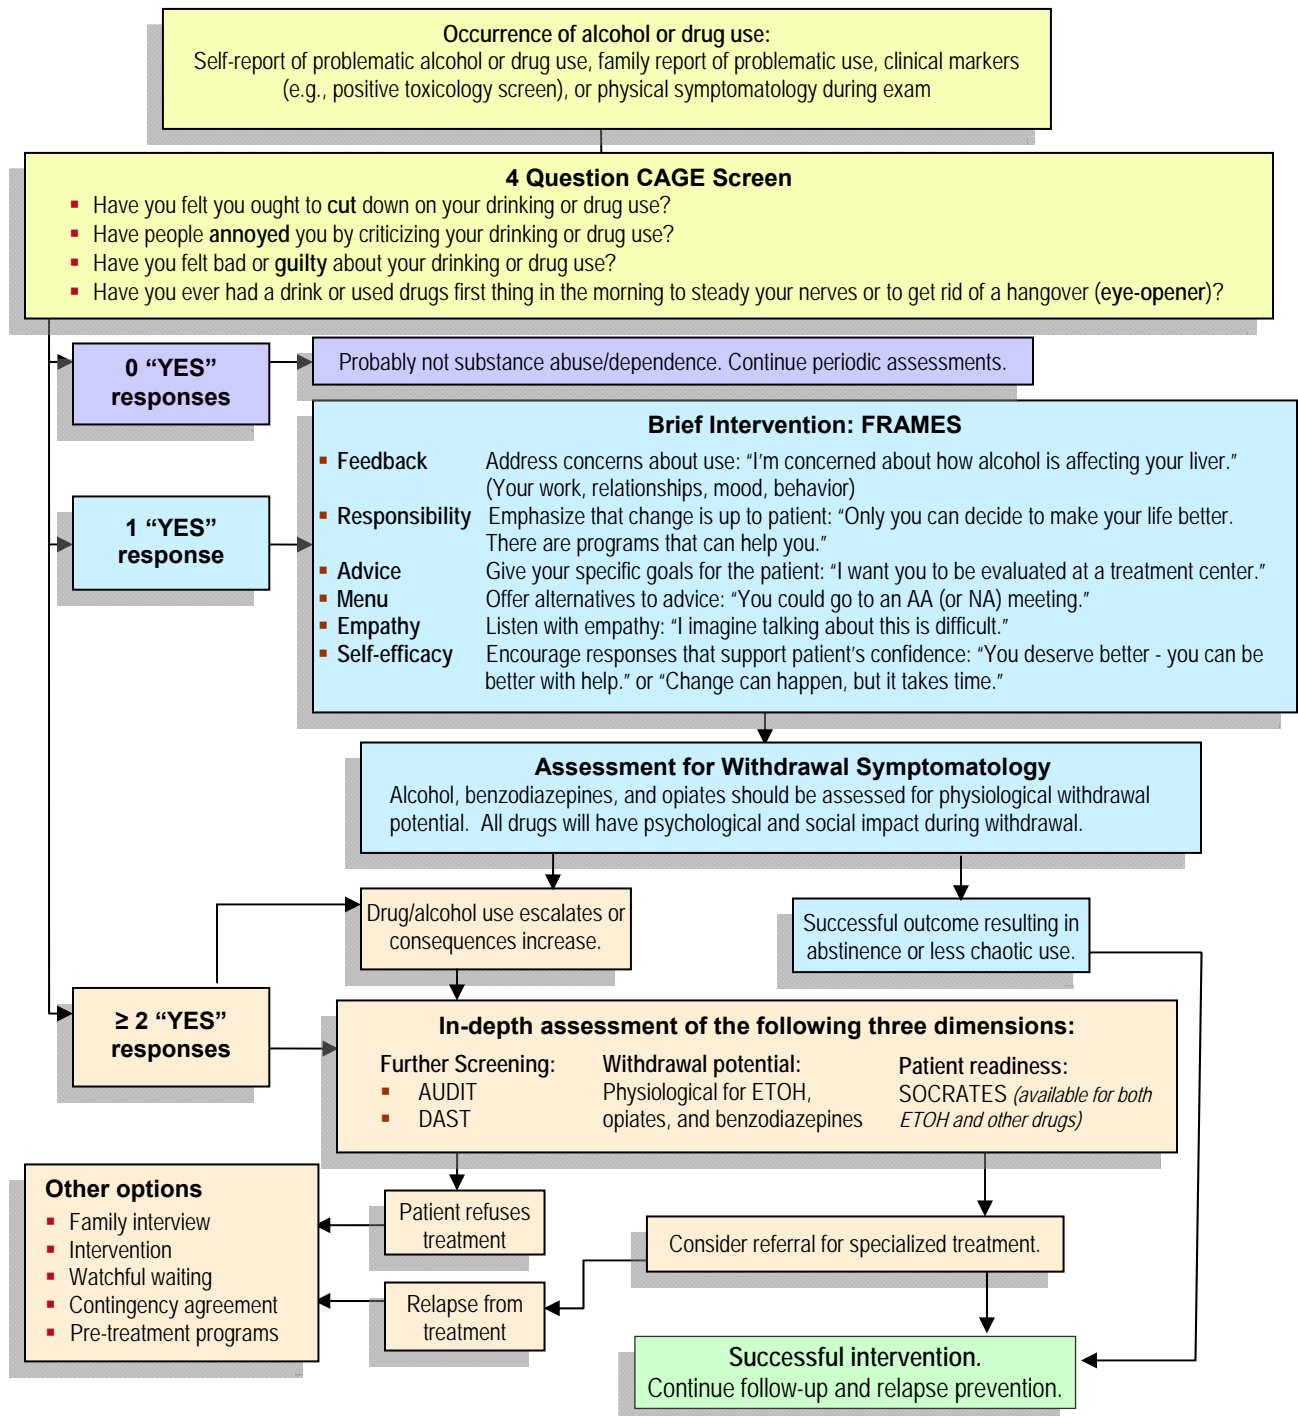 Occurrence of alcohol or drug use:
Self-report of problematic alcohol or drug use, family report of problematic use, clinical markers
(e.g., positive toxicology screen), or physical symptomatology during exam
4 Question CAGE Screen
▪ Have you felt you ought to cut down on your drinking or drug use?
▪ Have people annoyed you by criticizing your drinking or drug use?
▪ Have you felt bad or guilty about your drinking or drug use?
▪ Have you ever had a drink or used drugs first thing in the morning to steady your nerves or to get rid of a hangover (eye-opener)?
0 “YES”
responses
Probably not substance abuse/dependence. Continue periodic assessments.
1 “YES”
response
Brief Intervention: FRAMES
▪ Feedback Address concerns about use: “I’m concerned about how alcohol is affecting your liver.”
(Your work, relationships, mood, behavior)
▪ Responsibility Emphasize that change is up to patient: “Only you can decide to make your life better.
There are programs that can help you.”
▪ Advice Give your specific goals for the patient: “I want you to be evaluated at a treatment center.”
▪ Menu Offer alternatives to advice: “You could go to an AA (or NA) meeting.”
▪ Empathy Listen with empathy: “I imagine talking about this is difficult.”
▪ Self-efficacy Encourage responses that support patient’s confidence: “You deserve better - you can be
better with help.” or “Change can happen, but it takes time.”
Assessment for Withdrawal Symptomatology
Alcohol, benzodiazepines, and opiates should be assessed for physiological withdrawal
potential. All drugs will have psychological and social impact during withdrawal.
Drug/alcohol use escalates or
consequences increase.
Successful outcome resulting in
abstinence or less chaotic use.
≥ 2 “YES”
responses
In-depth assessment of the following three dimensions:
Further Screening:
▪ AUDIT
▪ DAST
Withdrawal potential:
Physiological for ETOH,
opiates, and benzodiazepines
Patient readiness:
SOCRATES (available for both
ETOH and other drugs)
Other options
▪ Family interview
▪ Intervention
▪ Watchful waiting
▪ Contingency agreement
▪ Pre-treatment programs
Patient refuses
treatment
Consider referral for specialized treatment.
Relapse from
treatment
Successful intervention.
Continue follow-up and relapse prevention.